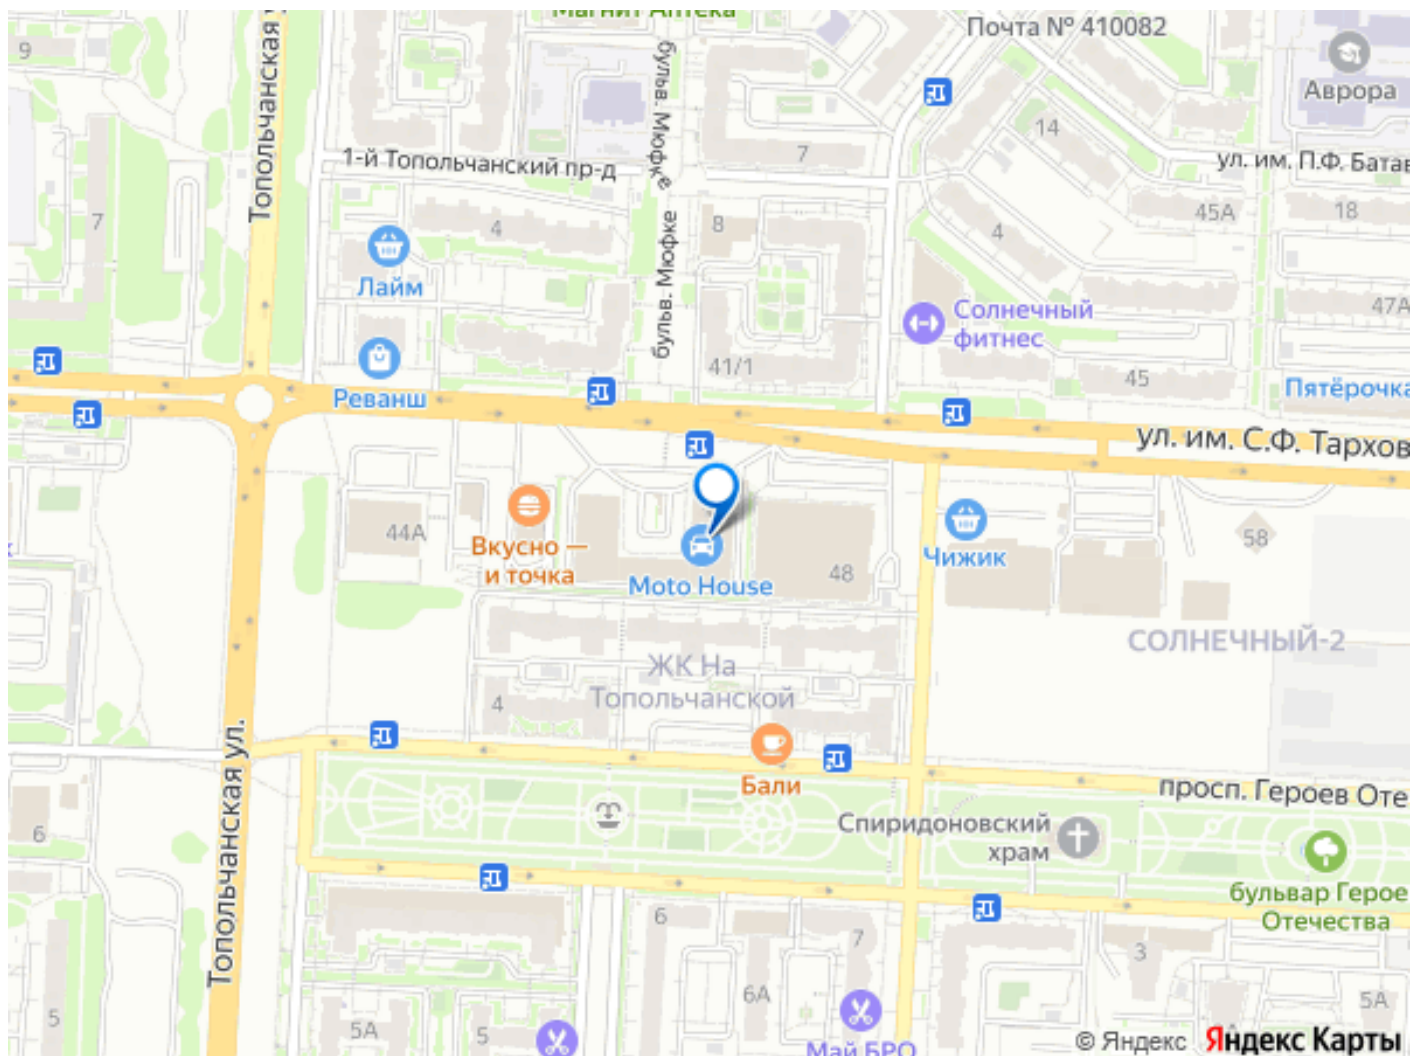 Магнит Аптека
Почта № 410082
9
Топольчанская
бульв. Мюфке
Аврора
14
7
1-й Топольчанский пр-д
ул. им. П.Ф. Батав
7
4
бульв. Мюфке
8
4
45А
18
Лайм
Солнечный
фитнес
47А
41/1
45
Пятёрочка
Реванш
ул. им. С.Ф. Тархов
44А
Вкусно —
и точка
Moto House
48
Чижик
58
СОЛНЕЧНЫЙ-2
ЖК На
Топольчанской
4
Топольчанская ул.
Бали
просп. Героев Оте
6
Спиридоновский
храм
бульвар Герое
Отечества
6
7
3
6А
5
5А
5
5А
Май БРО
© Яндекс
Яндекс Карты